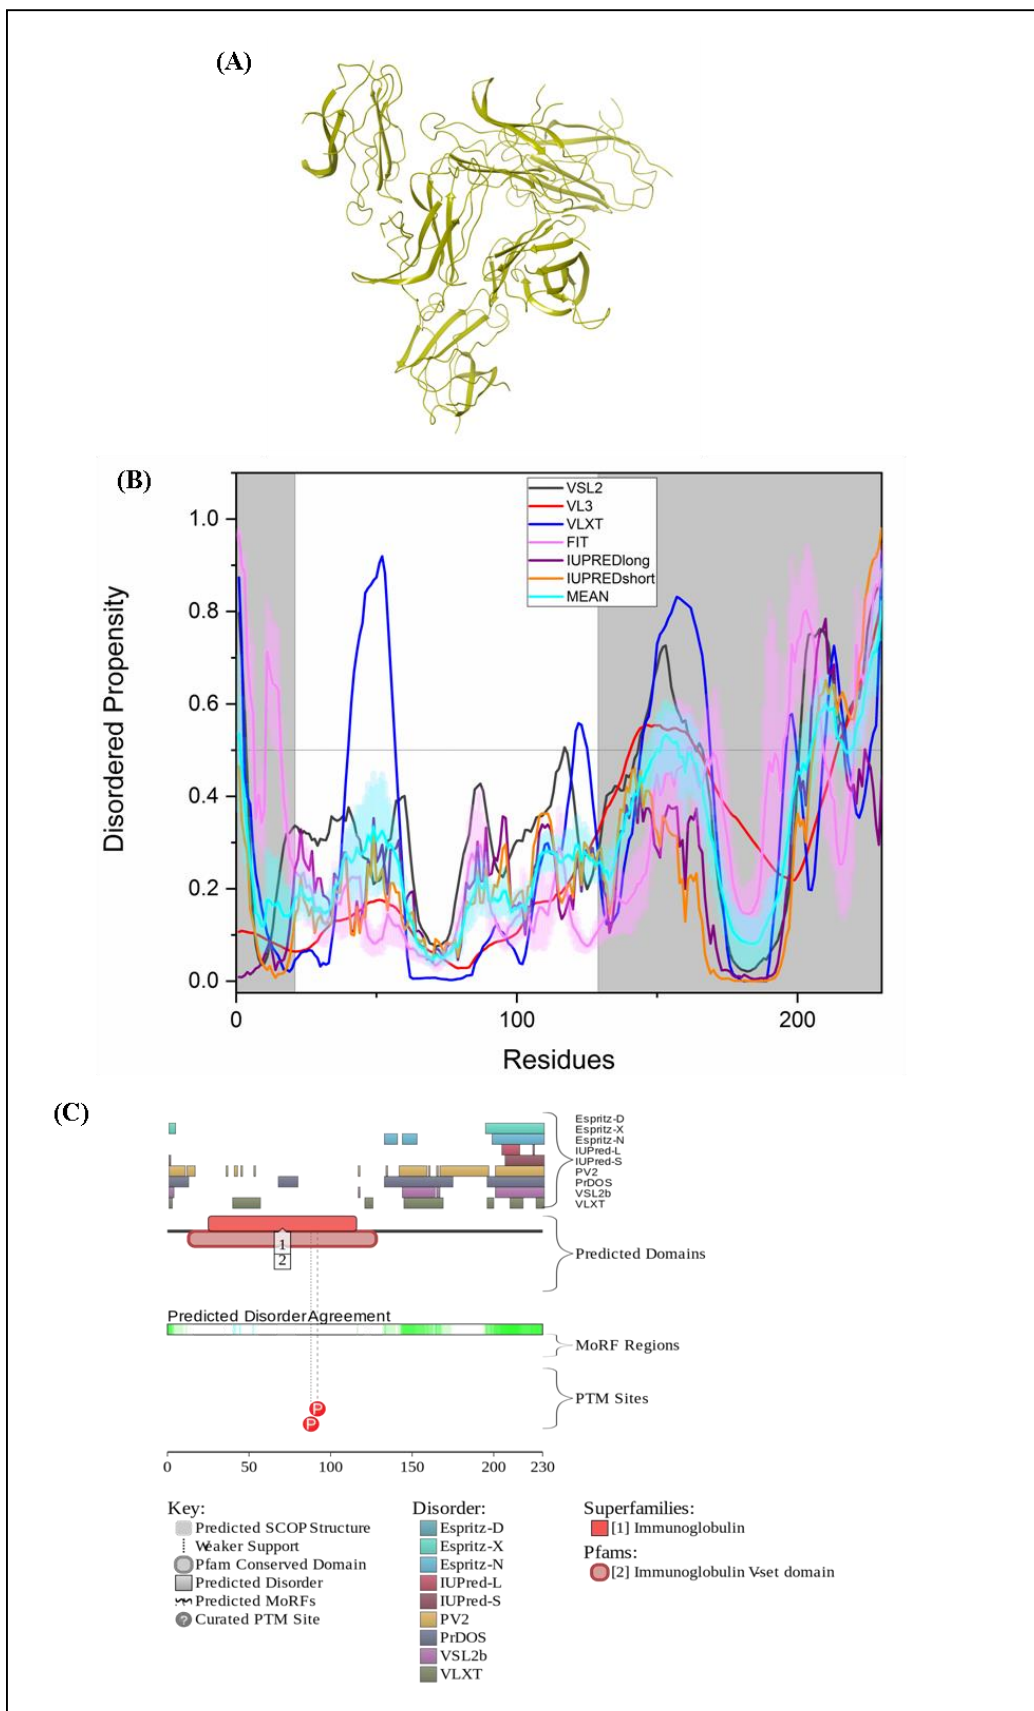 (A)
(B)
Disordered Propensity
1.0
0.8
0.6
0.4
0.2
0.0
VSL2
VL3
VLXT
FIT
IUPREDlong
IUPREDshort
MEAN
0 100 200
Residues
(C)
Espritz-D
Espritz-X
Espritz-N
IUPred-L
IUPred-S
PV2
PrDOS
VSL2b
VLXT
1
2
Predicted Domains
Predicted Disorder Agreement
MoRF Regions
PTM Sites
P
P
0 50 100 150 200 230
Key:
Predicted SCOP Structure
Weaker Support
Pfam Conserved Domain
Predicted Disorder
Predicted MoRFs
? Curated PTM Site
Disorder:
Espritz-D
Espritz-X
Espritz-N
IUPred-L
IUPred-S
PV2
PrDOS
VSL2b
VLXT
Superfamilies:
[1] Immunoglobulin
Pfams:
[2] Immunoglobulin V-set domain